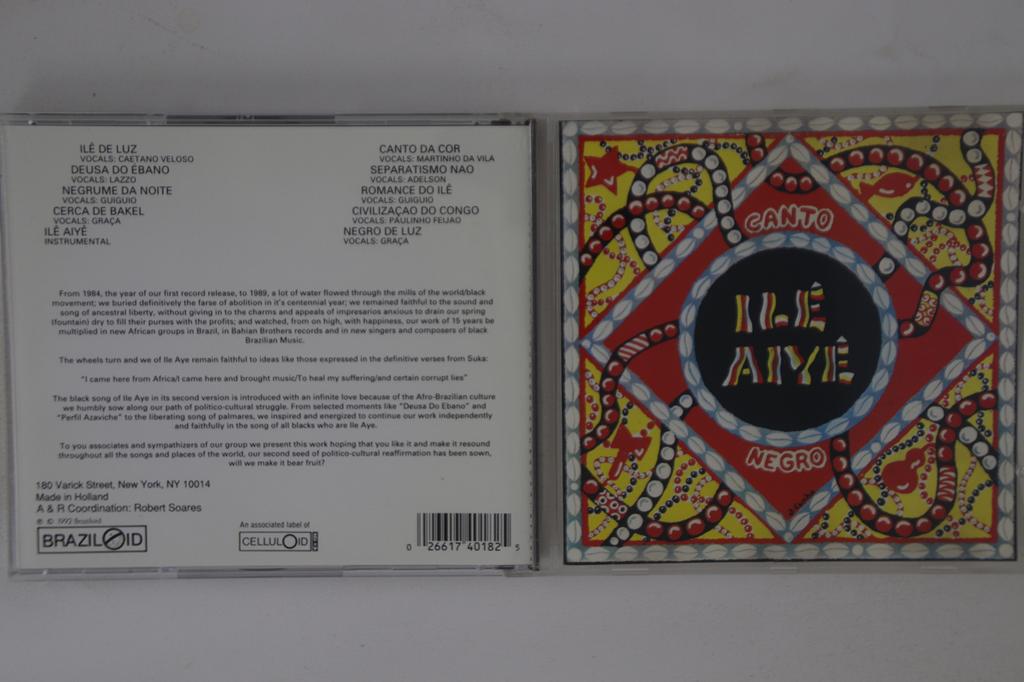 ILÊ DE LUZ
VOCALS: CAETANO VELOSO
DEUSA DO ÉBANO
VOCALS: LAZZO
NEGRUME DA NOITE
VOCALS: GUIGUIO
CERCA DE BAKEL
VOCALS: GRAÇA
ILÊ AIYÊ
INSTRUMENTAL
CANTO DA COR
VOCALS: MARTINHO DA VILA
SEPARATISMO NAO
VOCALS: ADELSON
ROMANCE DO ILÊ
VOCALS: GUIGUIO
CIVILIZAÇAO DO CONGO
VOCALS: PAULINHO FEIJAO
NEGRO DE LUZ
VOCALS: GRAÇA
From 1984, the year of our first record release, to 1989, a lot of water flowed through the mills of the world/black
movement; we buried definitively the farse of abolition in it's centennial year; we remained faithful to the sound and
song of ancestral liberty, without giving in to the charms and appeals of impresarios anxious to drain our spring
(fountain) dry to fill their purses with the profits; and watched, from on high, with happiness, our work of 15 years be
multiplied in new African groups in Brazil, in Bahian Brothers records and in new singers and composers of black
Brazilian Music.
The wheels turn and we of Ile Aye remain faithful to ideas like those expressed in the definitive verses from Suka:
"I came here from Africa/I came here and brought music/To heal my suffering/and certain corrupt lies"
The black song of Ile Aye in its second version is introduced with an infinite love because of the Afro-Brazilian culture
we humbly sow along our path of politico-cultural struggle. From selected moments like "Deusa Do Ebano" and
"Perfil Azaviche" to the liberating song of palmares, we inspired and energized to continue our work independently
and faithfully in the song of all blacks who are Ile Aye.
To you associates and sympathizers of our group we present this work hoping that you like it and make it resound
throughout all the songs and places of the world, our second seed of politico-cultural reaffirmation has been sown,
will we make it bear fruit?
180 Varick Street, New York, NY 10014
Made in Holland
A & R Coordination: Robert Soares
℗ © 1992 Braziloid
BRAZILOID
An associated label of
CELLULOID
0 26617 40182 5
CANTO
ILÊ
AIYÊ
NEGRO